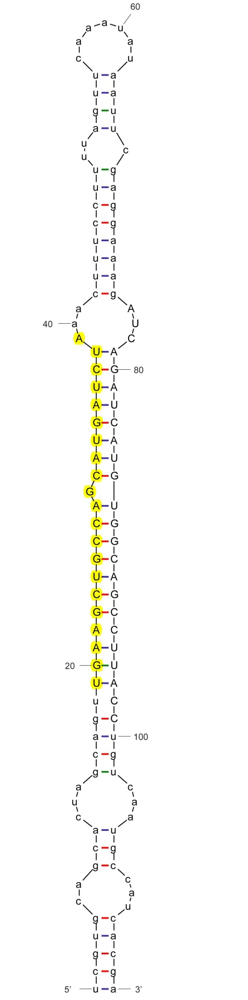 60
a a u
a a
c u
u a
u a
g u
a u
u c
u
u g
u a
c g
c g
u a
u a
u a
c g
a A
40 a U
A C
U A
C G 80
U A
A U
G C
U A
A U
C G
G
A U
C G
C G
G C
U A
C G
G C
A C
A U
20 G U
U A
u C
g C
a u 100
c g
g u
a c
u a
c a
a u
c g
g c
a c
c a
u
g c
u a
g c
c g
5' u a 3'